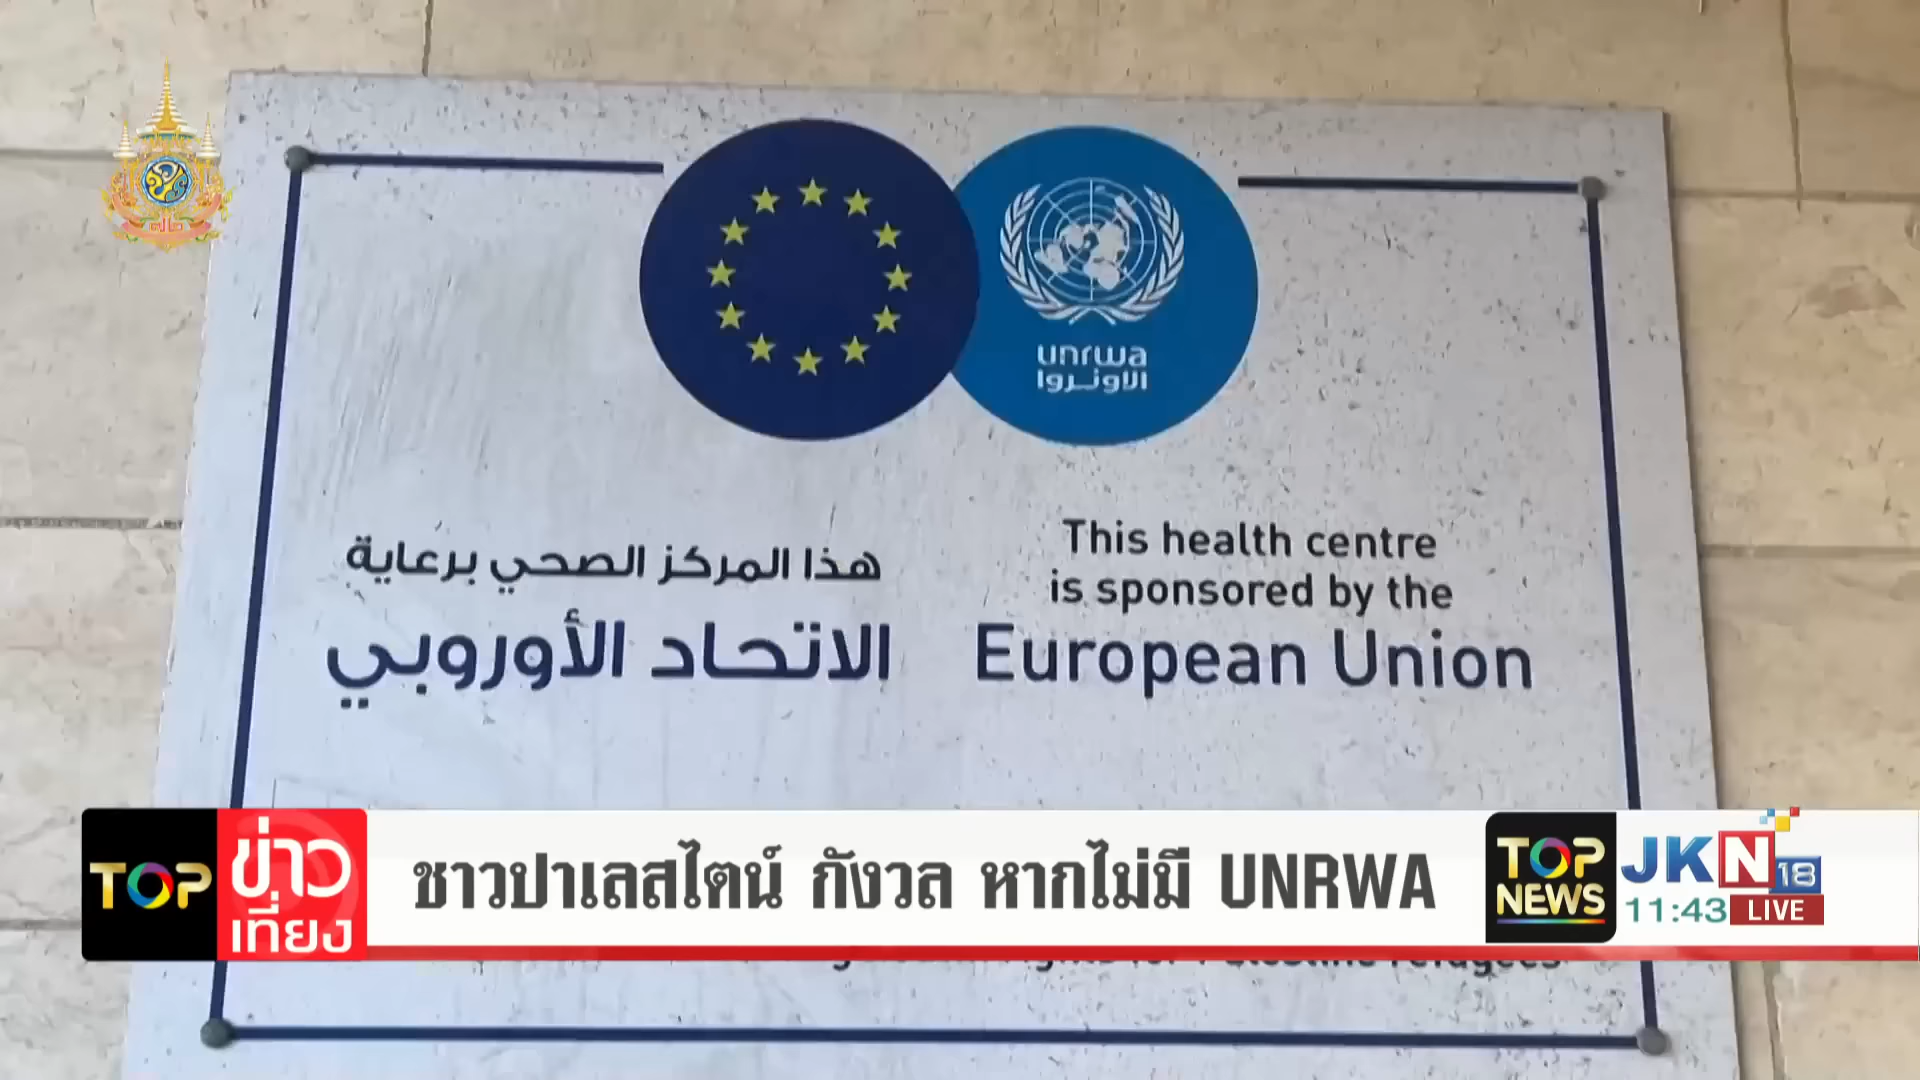 unrwa
الاونروا
هذا المركز الصحي برعاية
الاتحاد الأوروبي
This health centre
is sponsored by the
European Union
TOP
ข่าว
เที่ยง
ชาวปาเลสไตน์ กังวล หากไม่มี UNRWA
TOP
NEWS
JKN
18
11:43
LIVE